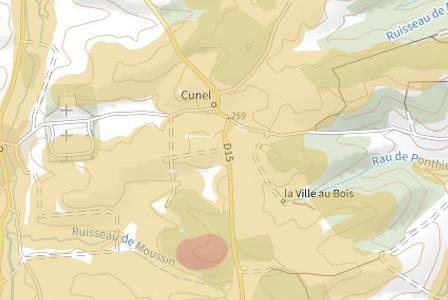 Ruisseau de
Cunel
259
D15
Rau de Ponthi
la Ville au Bois
Ruisseau de Moussin